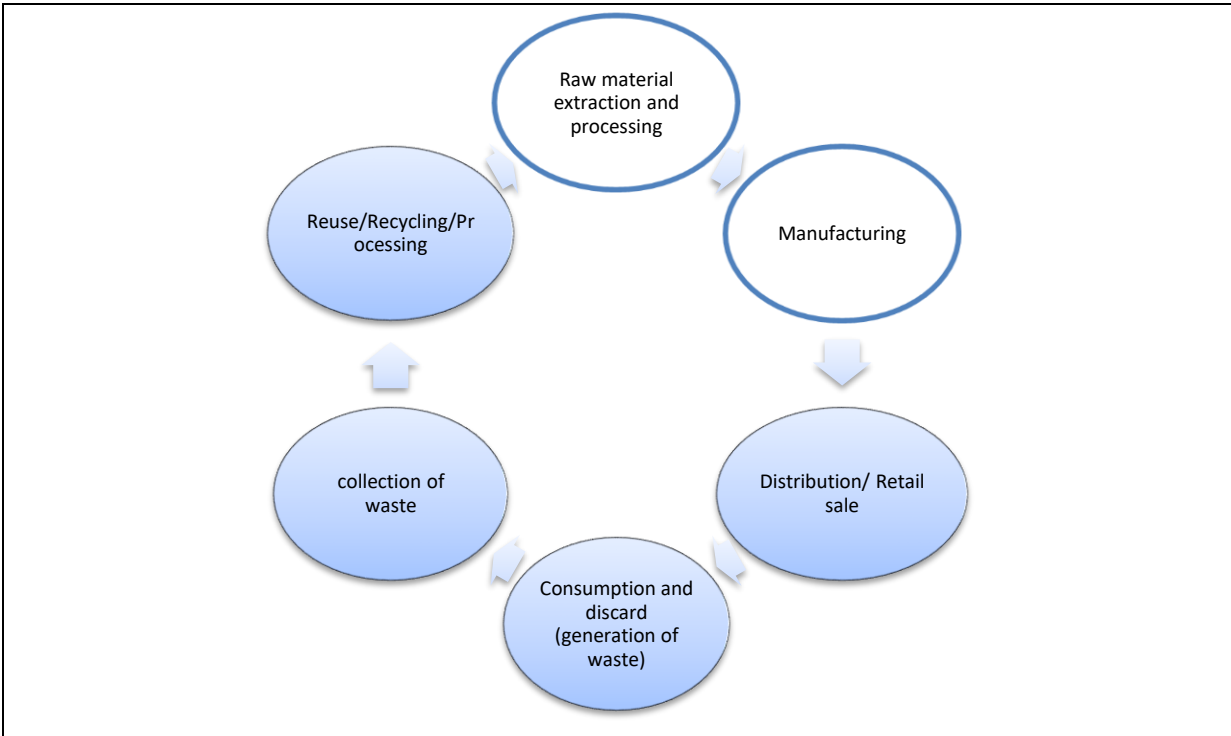 Raw material
extraction and
processing
Manufacturing
Distribution/ Retail
sale
Consumption and
discard
(generation of
waste)
collection of
waste
Reuse/Recycling/Pr
ocessing